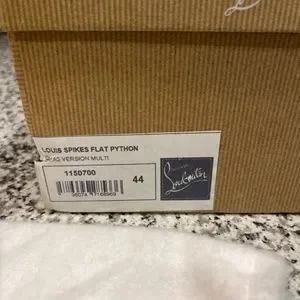 LOUIS SPIKES FLAT PYTHON
VERSION MULTI
1150700
44
Louboutin